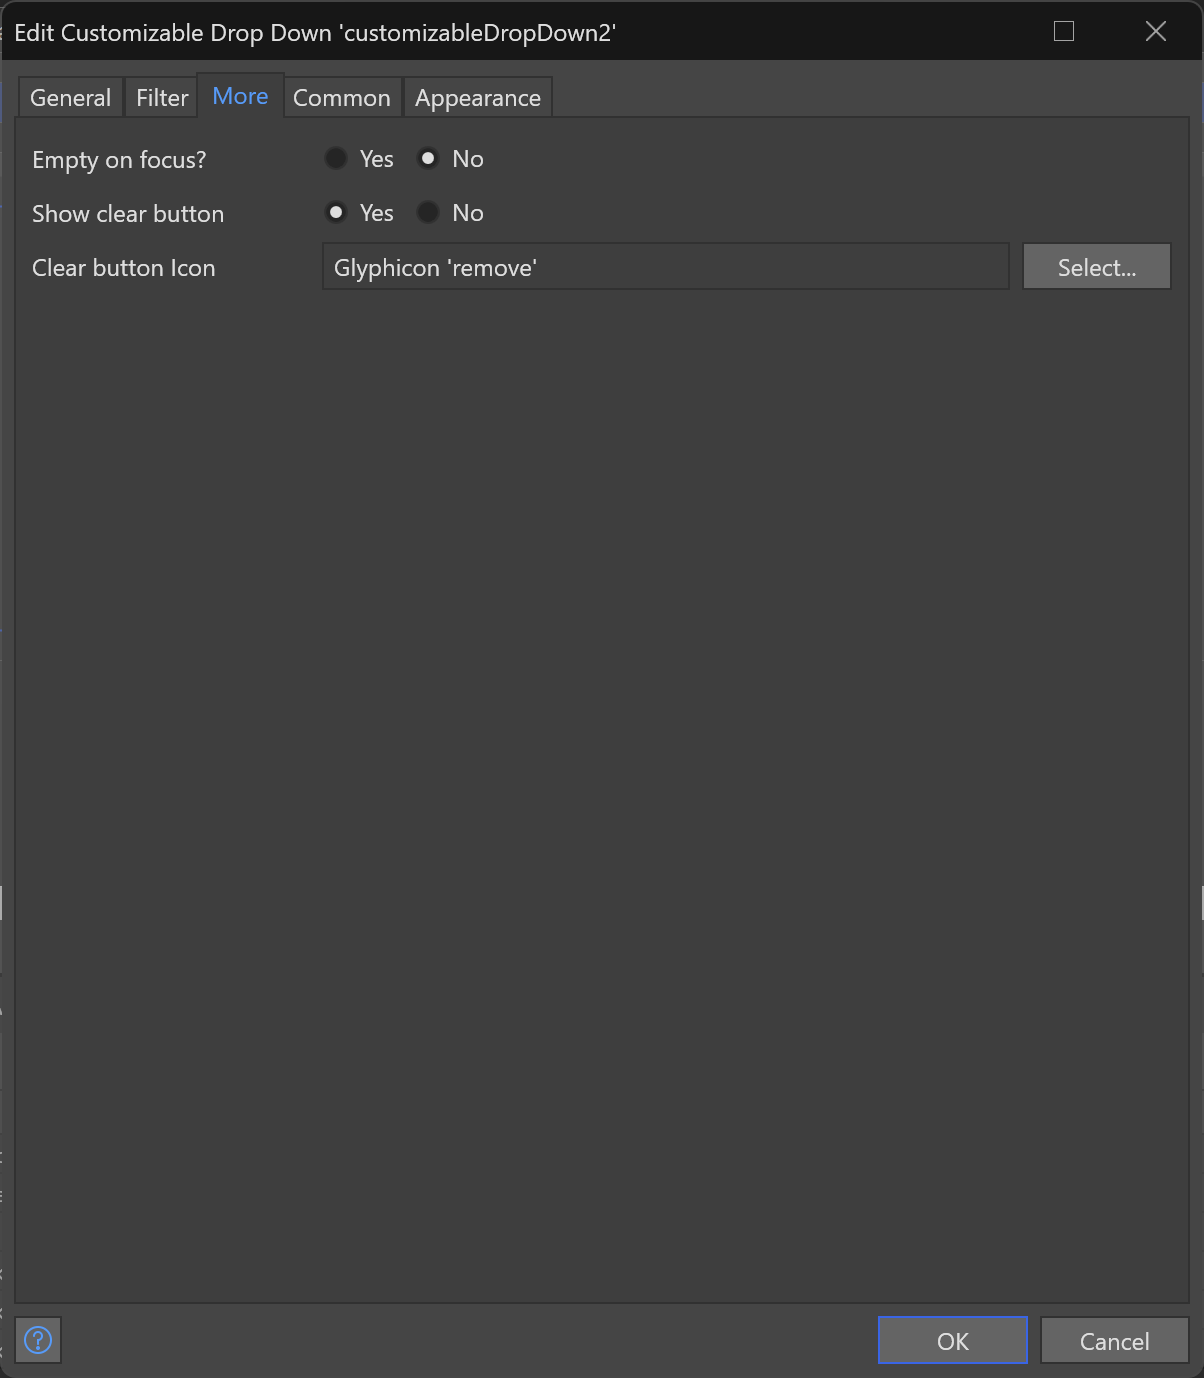 Edit Customizable Drop Down 'customizableDropDown2'
General Filter More Common Appearance
Empty on focus? Yes No
Show clear button Yes No
Clear button Icon Glyphicon 'remove' Select...
? OK Cancel